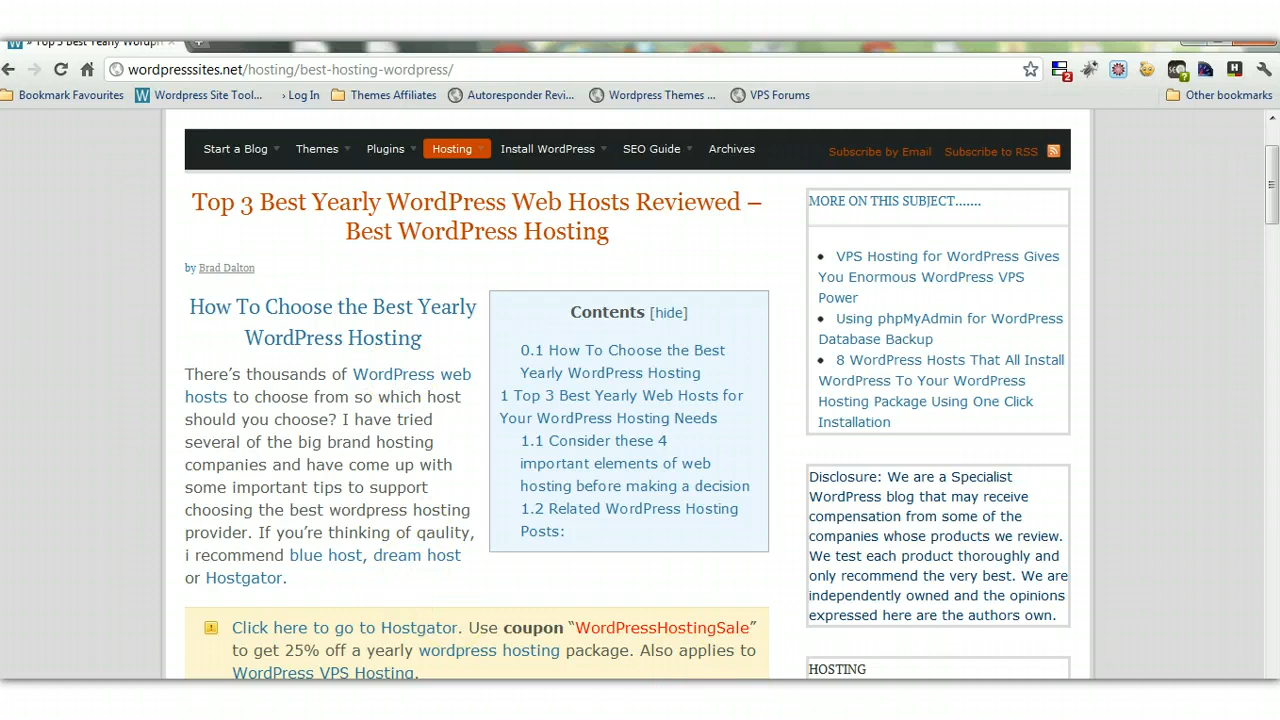 Top 3 Best Yearly WordPr
wordpresssites.net/hosting/best-hosting-wordpress/
2
Bookmark Favourites
Wordpress Site Tool...
› Log In
Themes Affiliates
Autoresponder Revi...
Wordpress Themes ...
VPS Forums
Other bookmarks
Start a Blog Themes Plugins Hosting Install WordPress SEO Guide Archives
Subscribe by Email Subscribe to RSS
Top 3 Best Yearly WordPress Web Hosts Reviewed –
Best WordPress Hosting
by Brad Dalton
How To Choose the Best Yearly
WordPress Hosting
There’s thousands of WordPress web
hosts to choose from so which host
should you choose? I have tried
several of the big brand hosting
companies and have come up with
some important tips to support
choosing the best wordpress hosting
provider. If you’re thinking of qaulity,
i recommend blue host, dream host
or Hostgator.
Contents [hide]
0.1 How To Choose the Best
Yearly WordPress Hosting
1 Top 3 Best Yearly Web Hosts for
Your WordPress Hosting Needs
1.1 Consider these 4
important elements of web
hosting before making a decision
1.2 Related WordPress Hosting
Posts:
Click here to go to Hostgator. Use coupon “WordPressHostingSale”
to get 25% off a yearly wordpress hosting package. Also applies to
WordPress VPS Hosting.
MORE ON THIS SUBJECT.......
VPS Hosting for WordPress Gives
You Enormous WordPress VPS
Power
Using phpMyAdmin for WordPress
Database Backup
8 WordPress Hosts That All Install
WordPress To Your WordPress
Hosting Package Using One Click
Installation
Disclosure: We are a Specialist
WordPress blog that may receive
compensation from some of the
companies whose products we review.
We test each product thoroughly and
only recommend the very best. We are
independently owned and the opinions
expressed here are the authors own.
HOSTING